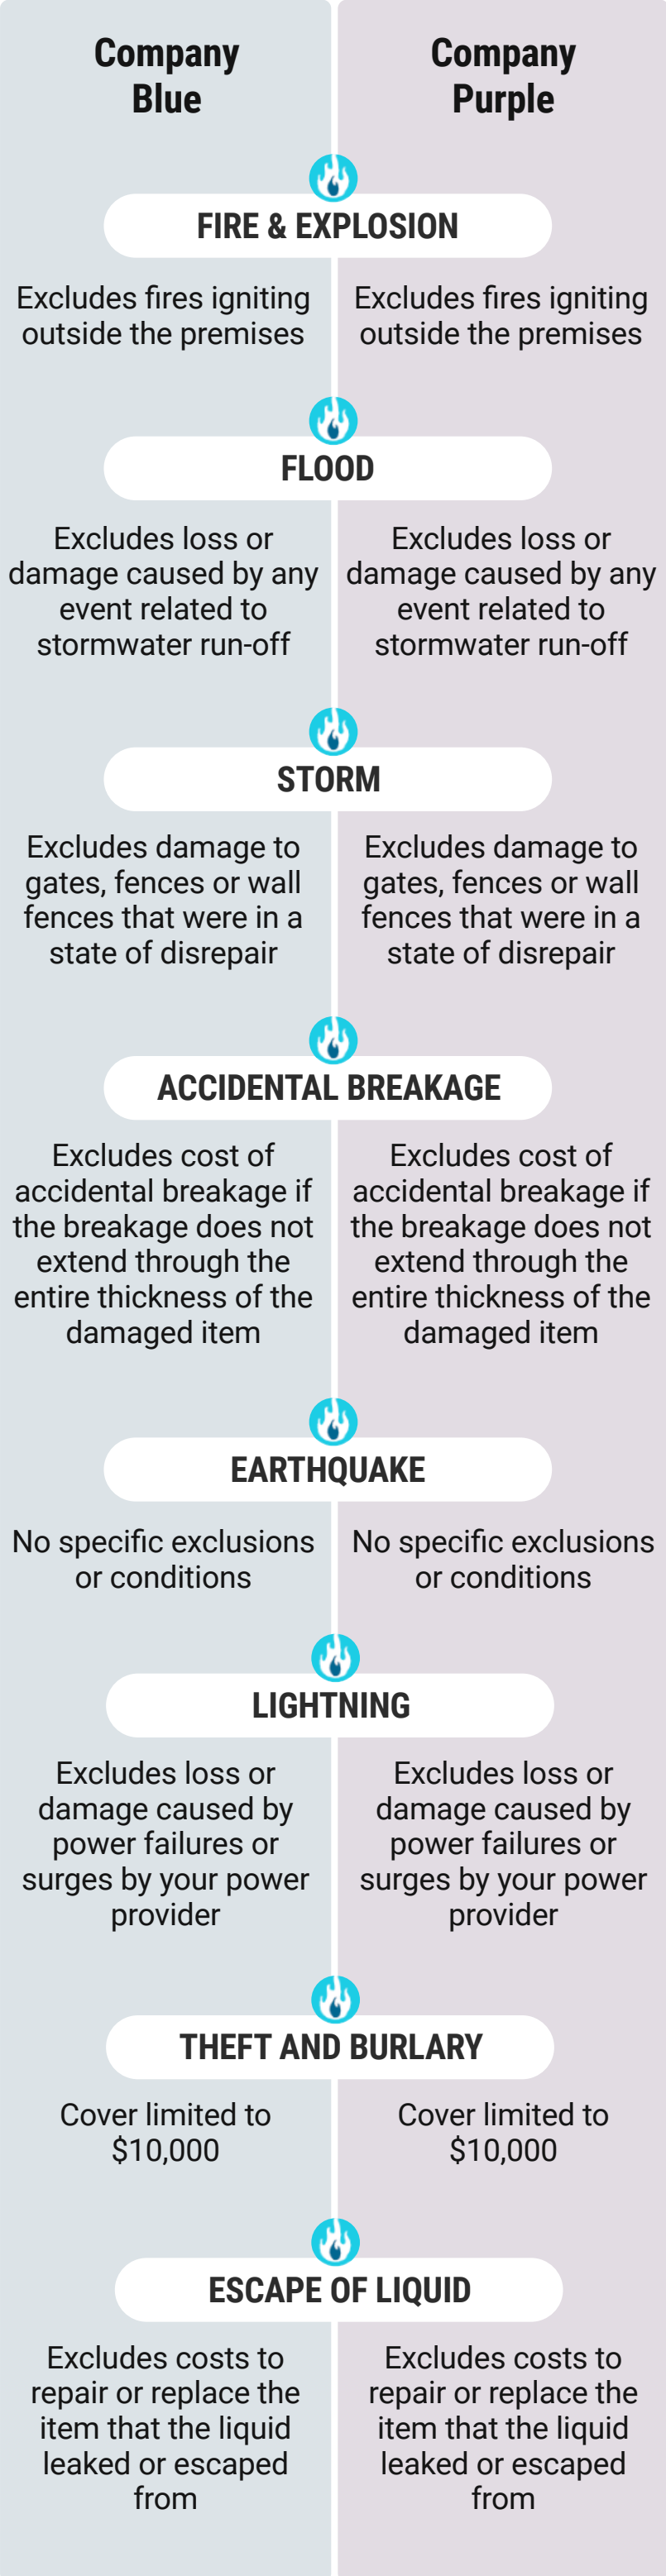 Company
Blue
Company
Purple
FIRE & EXPLOSION
Excludes fires igniting
outside the premises
Excludes fires igniting
outside the premises
FLOOD
Excludes loss or
damage caused by any
event related to
stormwater run-off
Excludes loss or
damage caused by any
event related to
stormwater run-off
STORM
Excludes damage to
gates, fences or wall
fences that were in a
state of disrepair
Excludes damage to
gates, fences or wall
fences that were in a
state of disrepair
ACCIDENTAL BREAKAGE
Excludes cost of
accidental breakage if
the breakage does not
extend through the
entire thickness of the
damaged item
Excludes cost of
accidental breakage if
the breakage does not
extend through the
entire thickness of the
damaged item
EARTHQUAKE
No specific exclusions
or conditions
No specific exclusions
or conditions
LIGHTNING
Excludes loss or
damage caused by
power failures or
surges by your power
provider
Excludes loss or
damage caused by
power failures or
surges by your power
provider
THEFT AND BURLARY
Cover limited to
$10,000
Cover limited to
$10,000
ESCAPE OF LIQUID
Excludes costs to
repair or replace the
item that the liquid
leaked or escaped
from
Excludes costs to
repair or replace the
item that the liquid
leaked or escaped
from